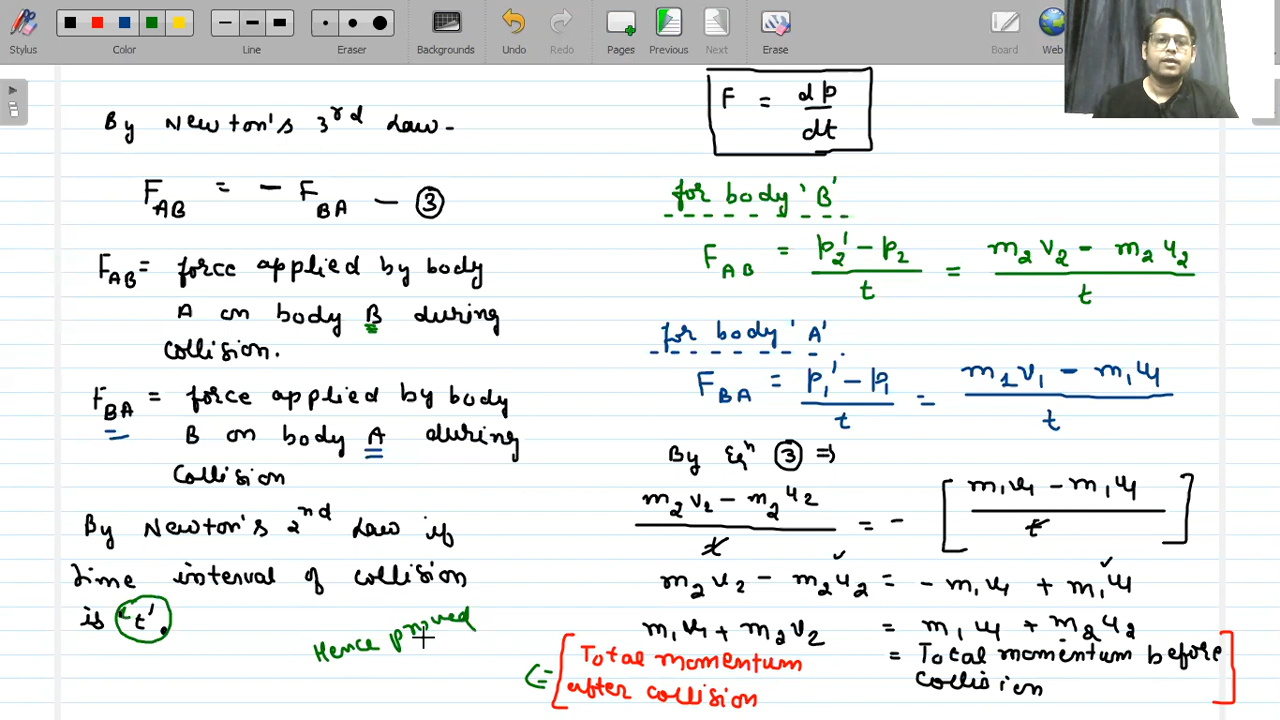 Stylus Color Line Eraser Backgrounds Undo Redo Pages Previous Next Erase Board Web
By Newton's 3rd Law-
F_AB = - F_BA — ③
F_AB = force applied by body
A on body B during
collision.
F_BA = force applied by body
B on body A during
collision
By Newton's 2nd Law if
time interval of collision
is 't'.
Hence proved
F = dp/dt
for body 'B'
F_AB = p₂' - p₂ / t = m₂v₂ - m₂u₂ / t
for body 'A'
F_BA = p₁' - p₁ / t = m₁v₁ - m₁u₁ / t
By Eqⁿ ③ ⇒
m₂v₂ - m₂u₂ / t = - [ m₁v₁ - m₁u₁ / t ]
m₂v₂ - m₂u₂ = - m₁v₁ + m₁u₁
m₁v₁ + m₂v₂ = m₁u₁ + m₂u₂
⇐ [ Total momentum = Total momentum before
after collision collision ]